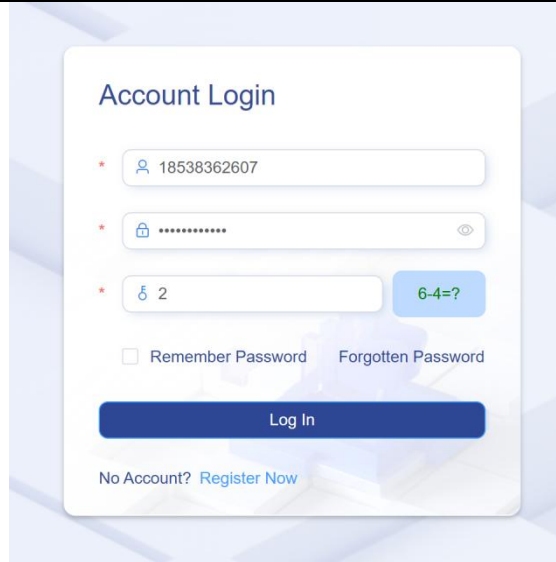 Account Login
* 18538362607
* ••••••••••••
* 2 6-4=?
Remember Password Forgotten Password
Log In
No Account? Register Now